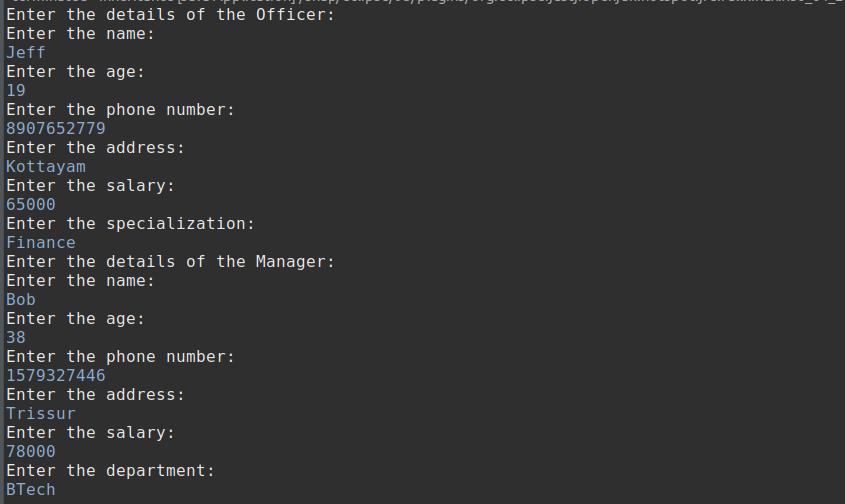 Enter the details of the Officer:
Enter the name:
Jeff
Enter the age:
19
Enter the phone number:
8907652779
Enter the address:
Kottayam
Enter the salary:
65000
Enter the specialization:
Finance
Enter the details of the Manager:
Enter the name:
Bob
Enter the age:
38
Enter the phone number:
1579327446
Enter the address:
Trissur
Enter the salary:
78000
Enter the department:
BTech